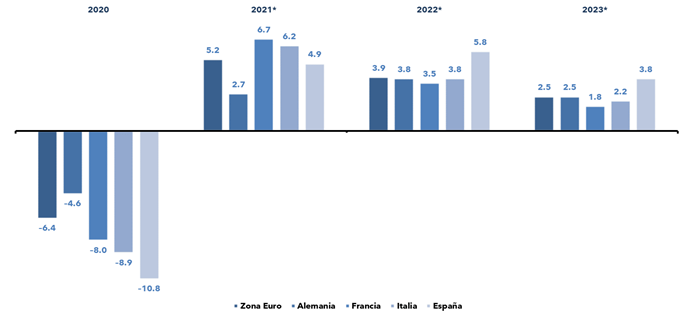 2020 2021* 2022* 2023*
5.2 2.7 6.7 6.2 4.9 3.9 3.8 3.5 3.8 5.8 2.5 2.5 1.8 2.2 3.8
-6.4 -4.6 -8.0 -8.9 -10.8
Zona Euro Alemania Francia Italia España